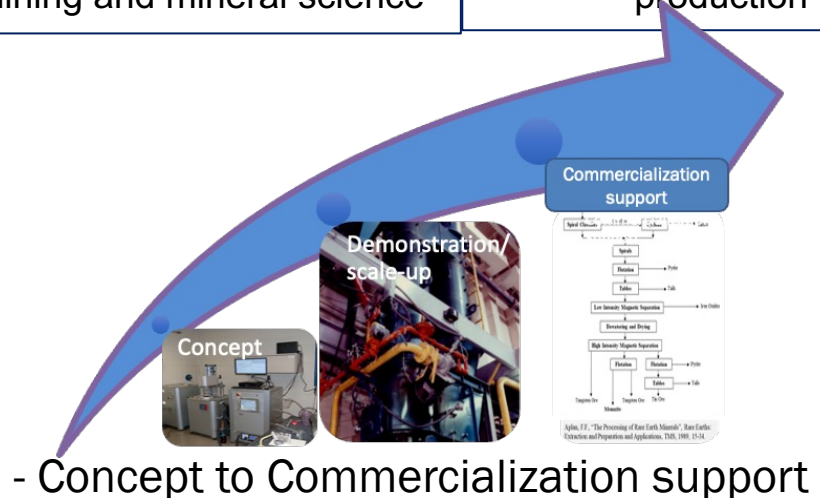 mining and mineral science
production
Commercialization
support
Demonstration/
scale-up
Concept
Spirals
Flotation
Pyrite
Tables
Tails
Low Intensity Magnetic Separation
Iron Oxides
Dewatering and Drying
High Intensity Magnetic Separation
Flotation
Flotation
Pyrite
Tables
Tails
Tungsten Ore
Tungsten Ore
Tin Ore
Monazite
Aplan, F.F., "The Processing of Rare Earth Minerals", Rare Earths:
Extraction and Preparation and Applications, TMS, 1989, 15-34.
- Concept to Commercialization support